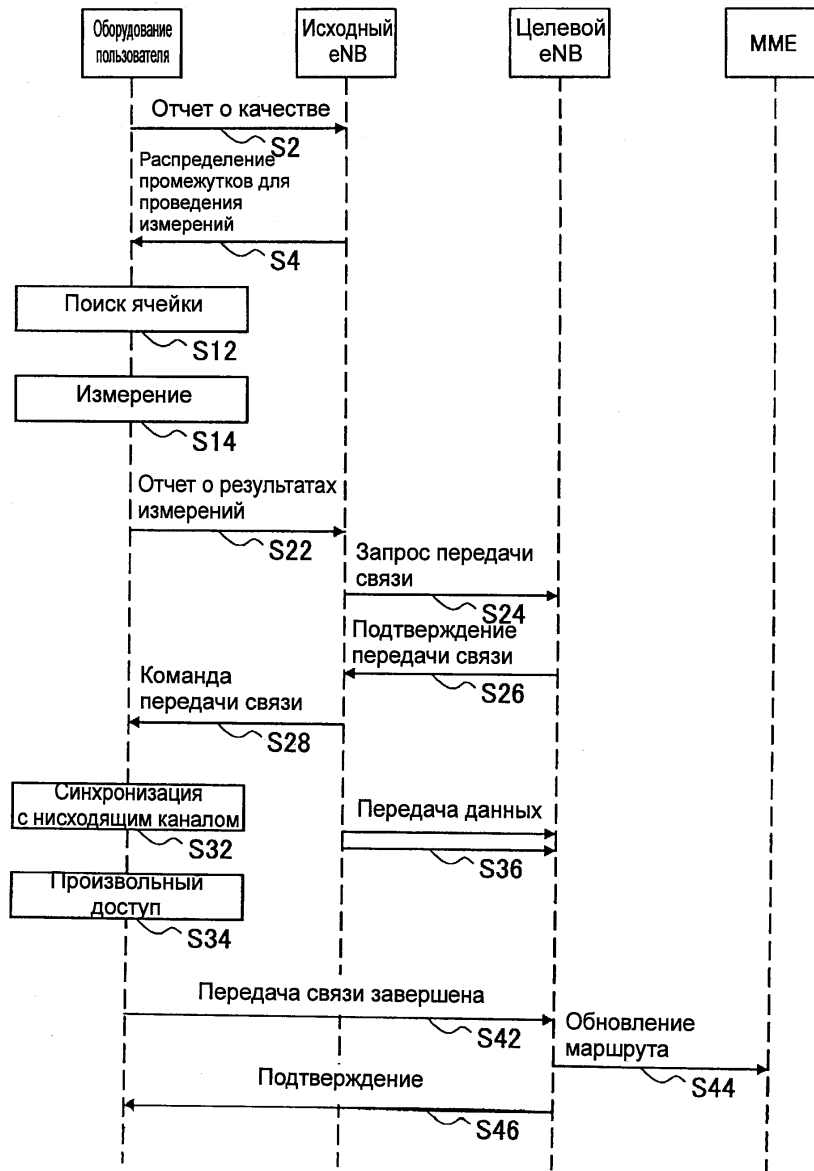 Оборудование
пользователя
Исходный
eNB
Целевой
eNB
MME
Отчет о качестве
S2
Распределение
промежутков для
проведения
измерений
S4
Поиск ячейки
S12
Измерение
S14
Отчет о результатах
измерений
S22
Запрос передачи
связи
S24
Подтверждение
передачи связи
S26
Команда
передачи связи
S28
Синхронизация
с нисходящим каналом
S32
Передача данных
S36
Произвольный
доступ
S34
Передача связи завершена
S42
Обновление
маршрута
S44
Подтверждение
S46